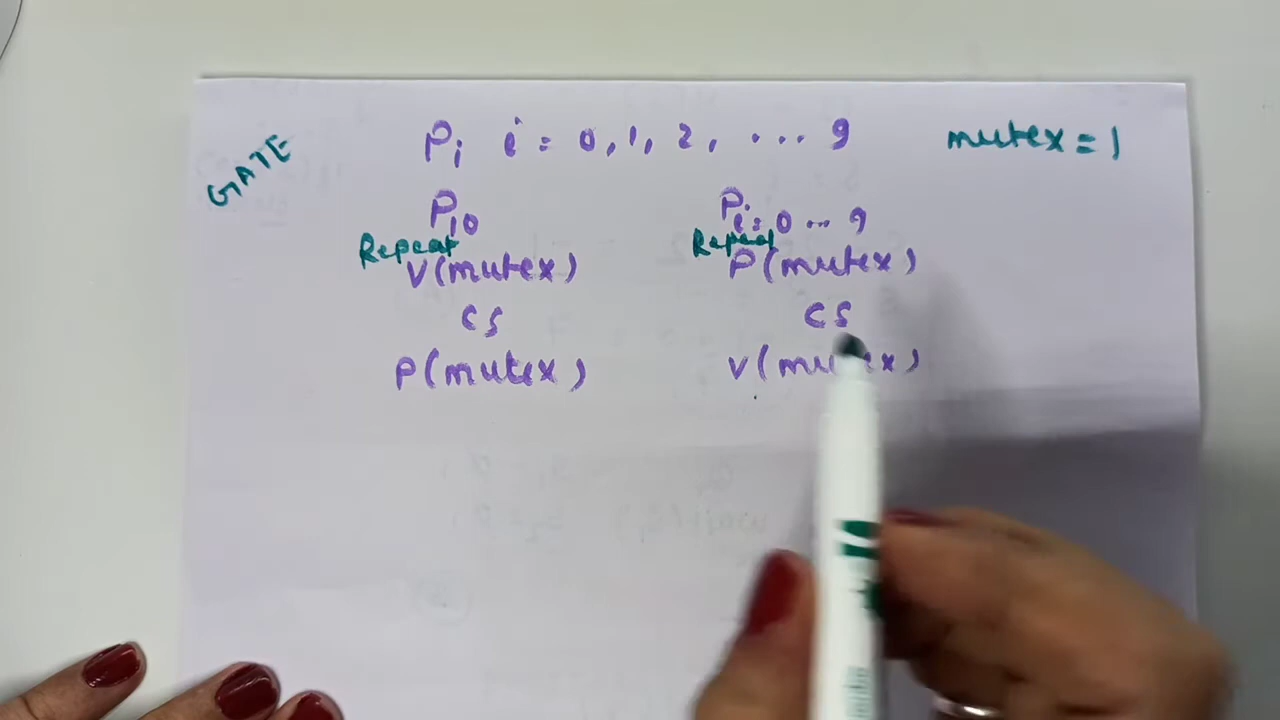 GATE
Pi i = 0, 1, 2, ... 9
mutex = 1
P10
Repeat
V(mutex)
CS
P(mutex)
Pi i = 0 ... 9
Repeat
P(mutex)
CS
V(mutex)